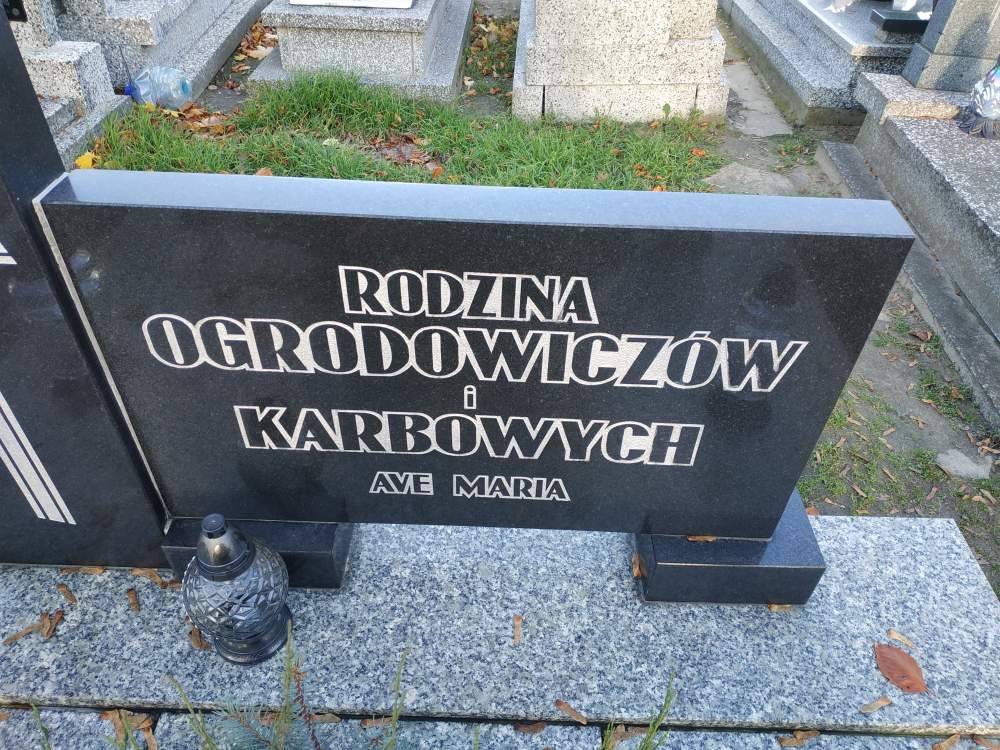 RODZINA
OGRODOWICZÓW
i
KARBOWYCH
AVE MARIA